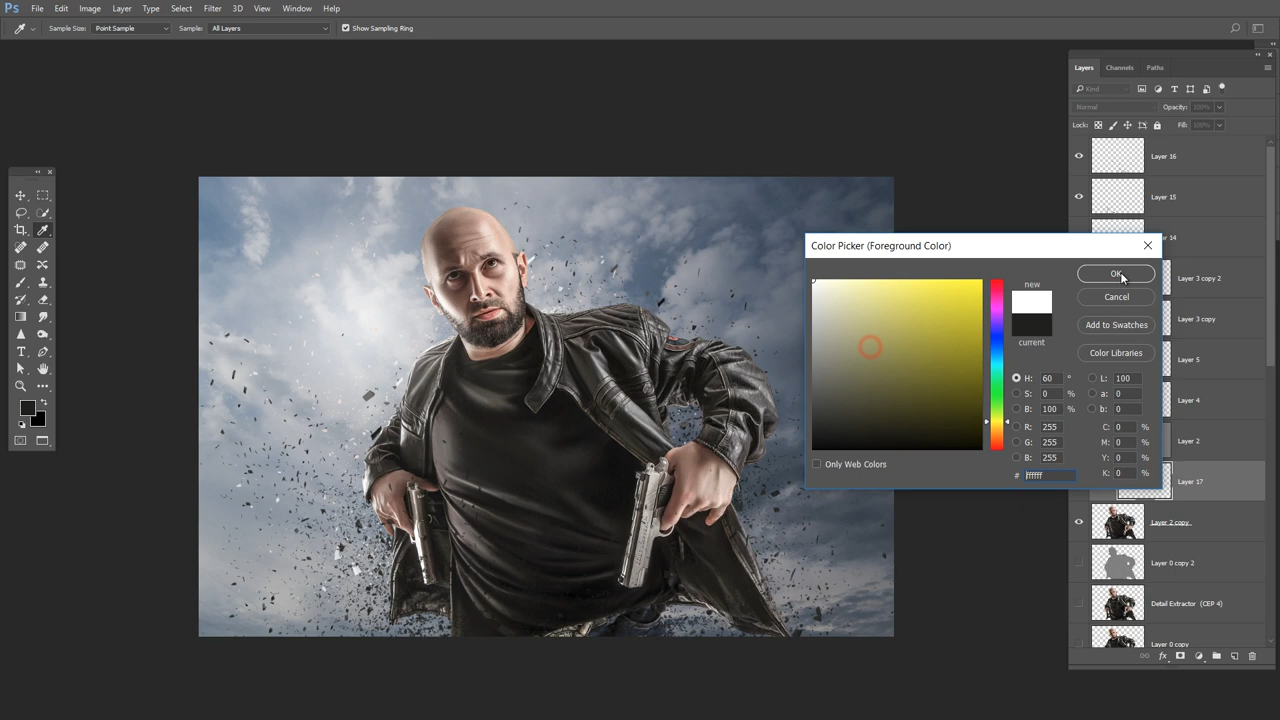 Ps File Edit Image Layer Type Select Filter 3D View Window Help
Sample Size: Point Sample Sample: All Layers Show Sampling Ring
Layers Channels Paths
Kind
Normal Opacity: 100%
Lock: Fill: 100%
Layer 16
Layer 15
14
Layer 3 copy 2
Layer 3 copy
Layer 5
Layer 4
Layer 2
Layer 17
Layer 2 copy
Layer 0 copy 2
Detail Extractor (CEP 4)
Layer 0 copy
fx
Color Picker (Foreground Color)
new
current
OK
Cancel
Add to Swatches
Color Libraries
H: 60 ° L: 100
S: 0 % a: 0
B: 100 % b: 0
R: 255 C: 0 %
G: 255 M: 0 %
B: 255 Y: 0 %
# ffffff K: 0 %
Only Web Colors